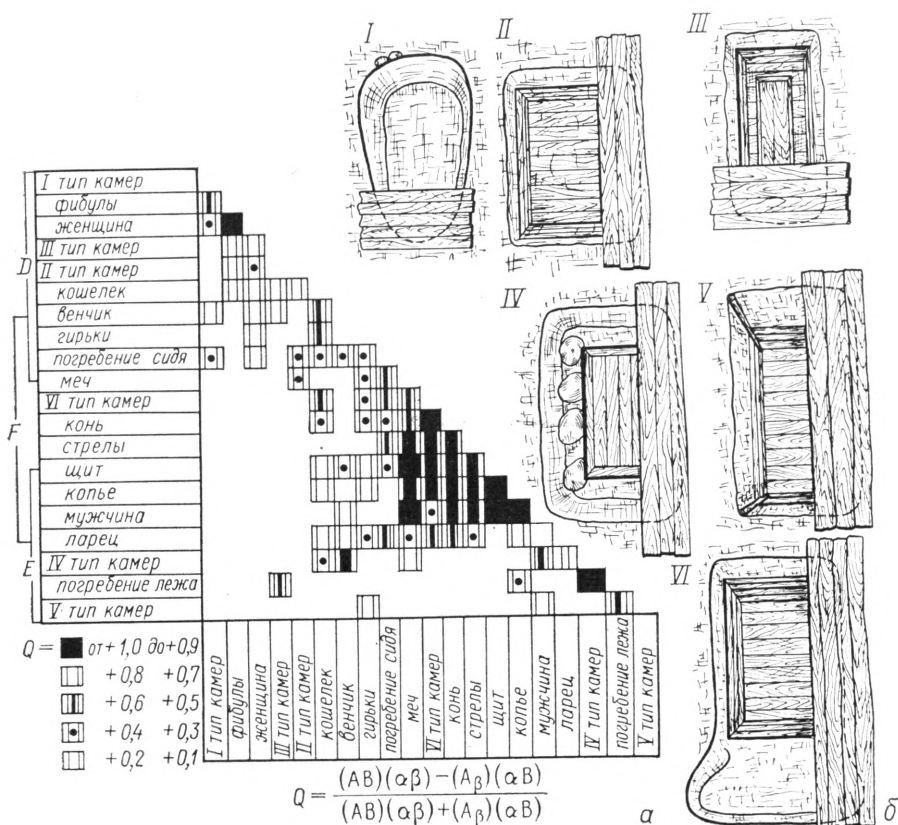 I
II
III
IV
V
VI
I тип камер
фибулы
женщина
III тип камер
II тип камер
кошелек
венчик
гирьки
погребение сидя
меч
VI тип камер
конь
стрелы
щит
копье
мужчина
ларец
IV тип камер
погребение лежа
V тип камер
D
F
E
Q = от + 1,0 до +0,9
+ 0,8 +0,7
+ 0,6 +0,5
+ 0,4 +0,3
+ 0,2 +0,1
I тип камер
фибулы
женщина
III тип камер
II тип камер
кошелек
венчик
гирьки
погребение сидя
меч
VI тип камер
конь
стрелы
щит
копье
мужчина
ларец
IV тип камер
погребение лежа
V тип камер
Q = (AB)(αβ)−(Aβ)(αB)
(AB)(αβ)+(Aβ)(αB)
а
б